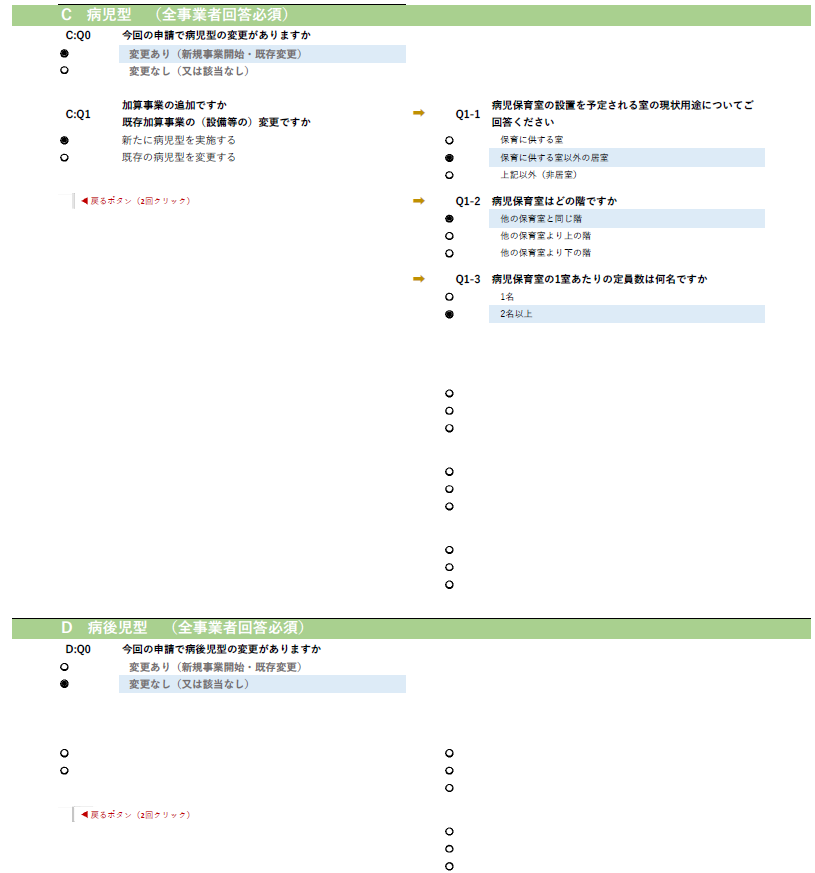 C 病児型 （全事業者回答必須）
C:Q0 今回の申請で病児型の変更がありますか
変更あり（新規事業開始・既存変更）
変更なし（又は該当なし）
C:Q1 加算事業の追加ですか
既存加算事業の（設備等の）変更ですか
新たに病児型を実施する
既存の病児型を変更する
◀ 戻るボタン（2回クリック）
➡ Q1-1 病児保育室の設置を予定される室の現状用途についてご
回答ください
保育に供する室
保育に供する室以外の居室
上記以外（非居室）
➡ Q1-2 病児保育室はどの階ですか
他の保育室と同じ階
他の保育室より上の階
他の保育室より下の階
➡ Q1-3 病児保育室の1室あたりの定員数は何名ですか
1名
2名以上
D 病後児型 （全事業者回答必須）
D:Q0 今回の申請で病後児型の変更がありますか
変更あり（新規事業開始・既存変更）
変更なし（又は該当なし）
◀ 戻るボタン（2回クリック）